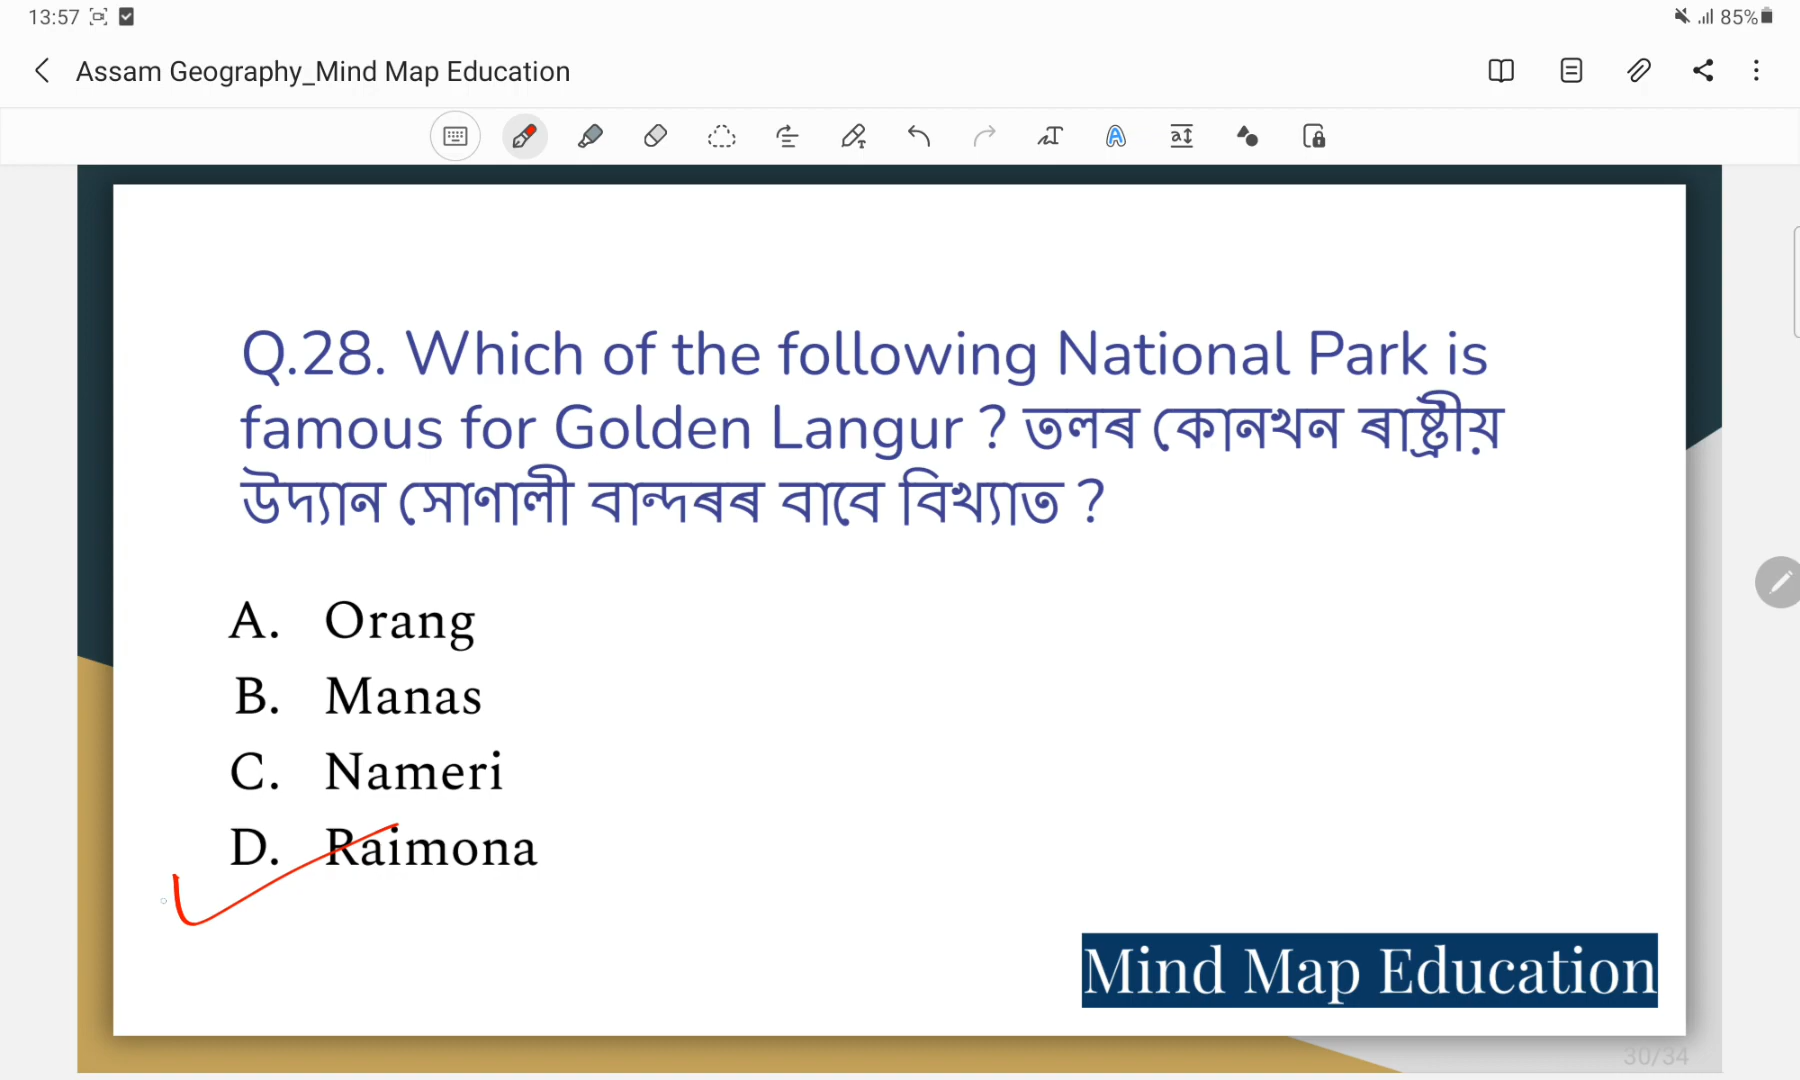 13:57
85%
Assam Geography_Mind Map Education
Q.28. Which of the following National Park is
famous for Golden Langur ? তলৰ কোনখন ৰাষ্ট্ৰীয়
উদ্যান সোণালী বান্দৰৰ বাবে বিখ্যাত ?
A. Orang
B. Manas
C. Nameri
D. Raimona
Mind Map Education
30/34